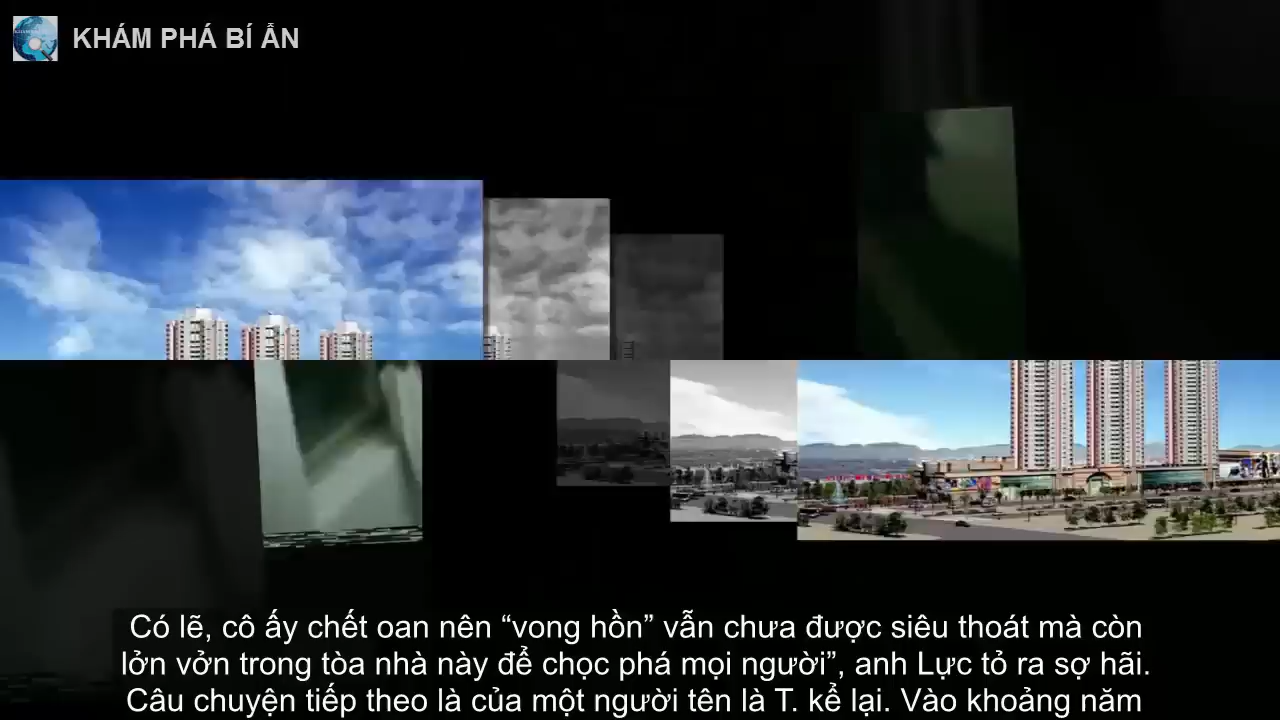 KHÁM PHÁ BÍ ẨN
Có lẽ, cô ấy chết oan nên “vong hồn” vẫn chưa được siêu thoát mà còn
lởn vởn trong tòa nhà này để chọc phá mọi người”, anh Lực tỏ ra sợ hãi.
Câu chuyện tiếp theo là của một người tên là T. kể lại. Vào khoảng năm